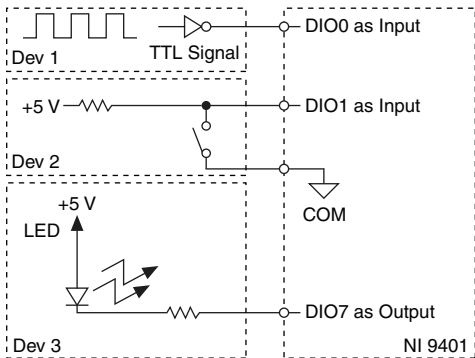 DIO0 as Input
TTL Signal
Dev 1
+5 V
DIO1 as Input
Dev 2
COM
+5 V
LED
DIO7 as Output
Dev 3
NI 9401